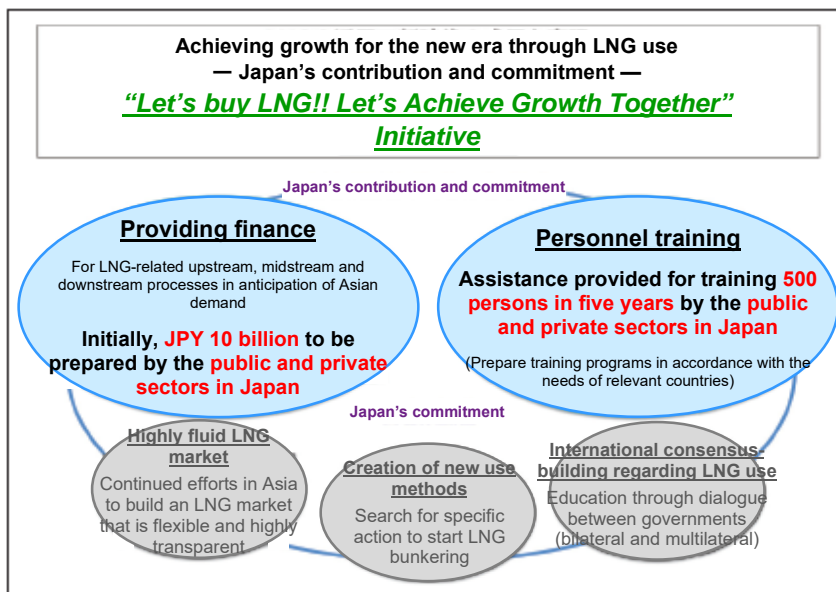 Achieving growth for the new era through LNG use
— Japan's contribution and commitment —
“Let's buy LNG!! Let's Achieve Growth Together”
Initiative
Japan's contribution and commitment
Providing finance
For LNG-related upstream, midstream and
downstream processes in anticipation of Asian
demand
Initially, JPY 10 billion to be
prepared by the public and private
sectors in Japan
Personnel training
Assistance provided for training 500
persons in five years by the public
and private sectors in Japan
(Prepare training programs in accordance with the
needs of relevant countries)
Japan's commitment
Highly fluid LNG
market
Continued efforts in Asia
to build an LNG market
that is flexible and highly
transparent
Creation of new use
methods
Search for specific
action to start LNG
bunkering
International consensus-
building regarding LNG use
Education through dialogue
between governments
(bilateral and multilateral)